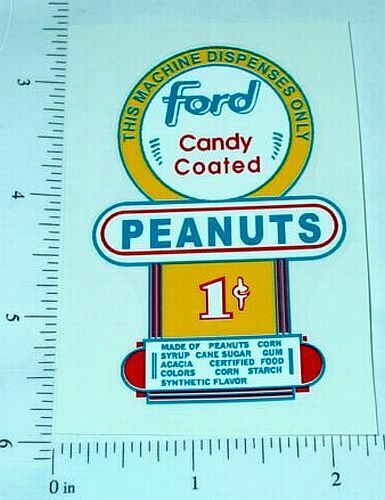 THIS MACHINE DISPENSES ONLY
Ford
Candy
Coated
PEANUTS
1¢
MADE OF PEANUTS CORN
SYRUP CANE SUGAR GUM
ACACIA CERTIFIED FOOD
COLORS CORN STARCH
SYNTHETIC FLAVOR
3
4
5
6
0 in
1
2